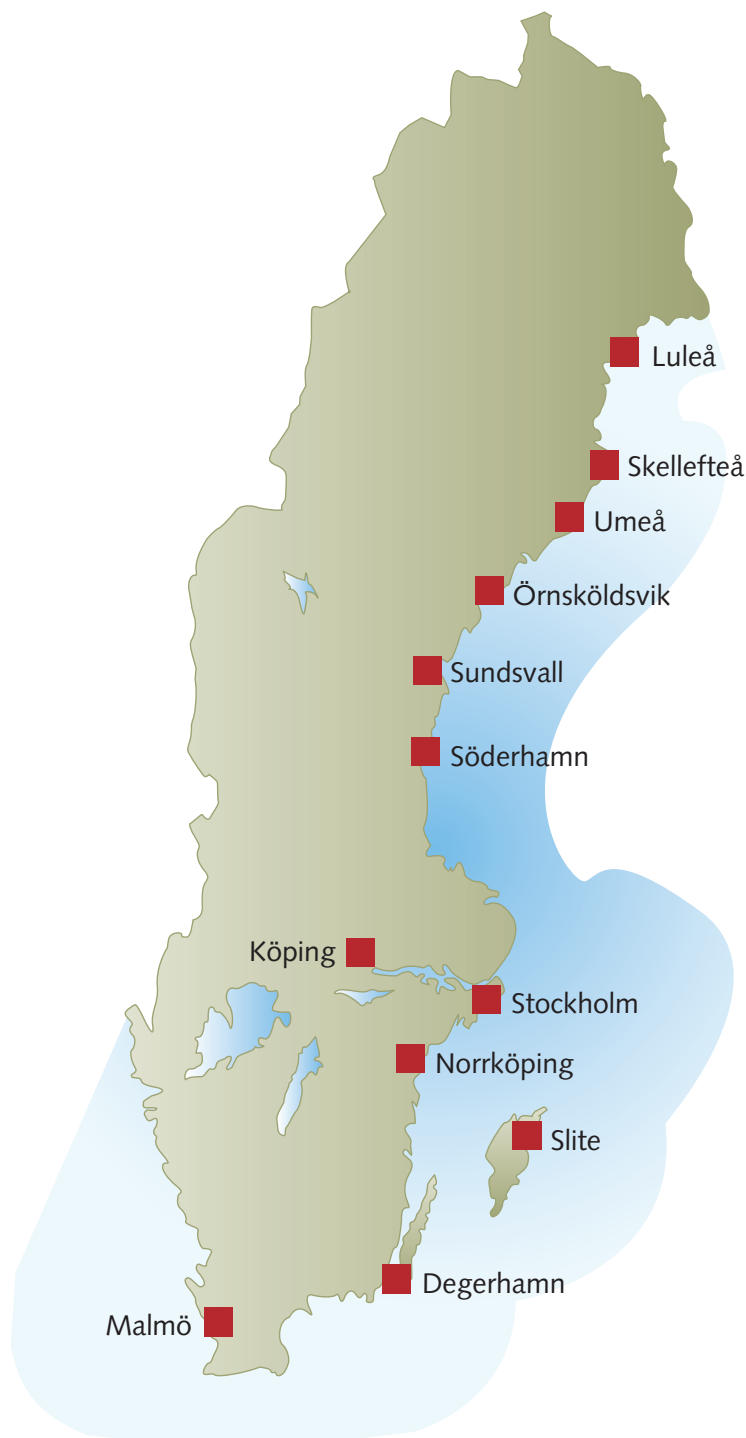 Luleå
Skellefteå
Umeå
Örnsköldsvik
Sundsvall
Söderhamn
Köping
Stockholm
Norrköping
Slite
Degerhamn
Malmö